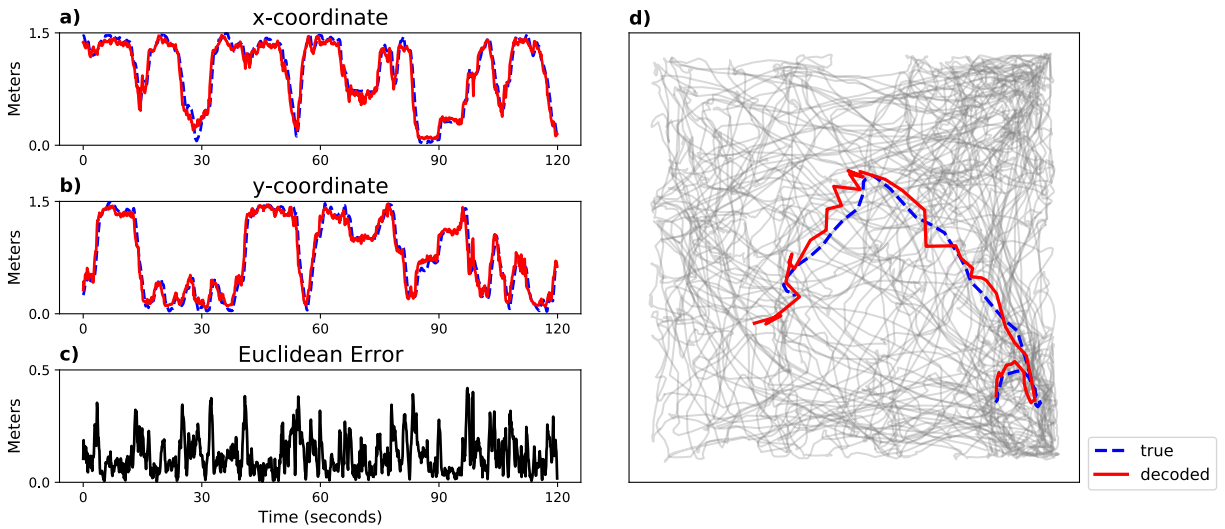 a)
x-coordinate
Meters
1.5
0.0
0
30
60
90
120
b)
y-coordinate
Meters
1.5
0.0
0
30
60
90
120
c)
Euclidean Error
Meters
0.5
0.0
0
30
60
90
120
Time (seconds)
d)
true
decoded